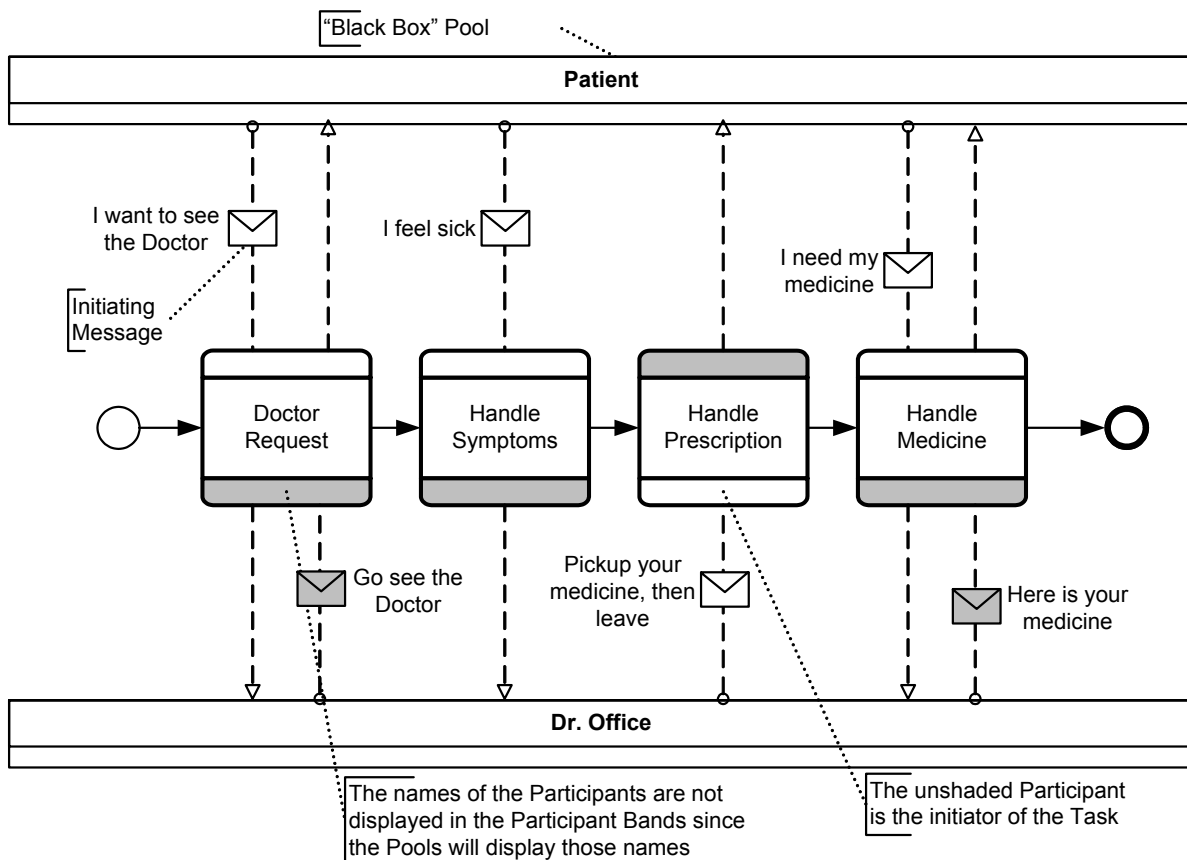 “Black Box” Pool
Patient
I want to see
the Doctor
I feel sick
I need my
medicine
Initiating
Message
Doctor
Request
Handle
Symptoms
Handle
Prescription
Handle
Medicine
Go see the
Doctor
Pickup your
medicine, then
leave
Here is your
medicine
Dr. Office
The names of the Participants are not
displayed in the Participant Bands since
the Pools will display those names
The unshaded Participant
is the initiator of the Task